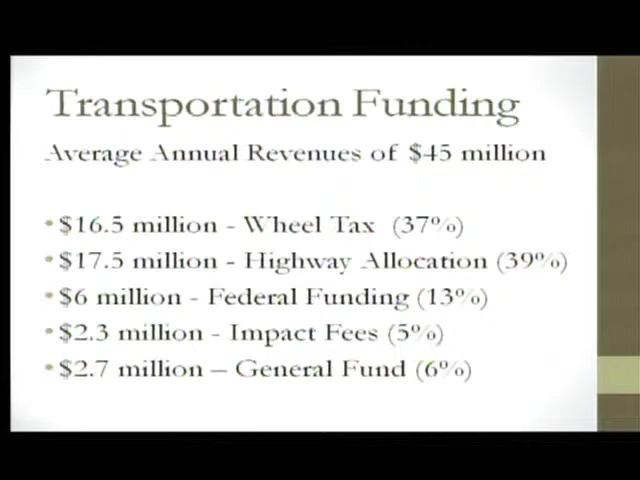 Transportation Funding
Average Annual Revenues of $45 million
• $16.5 million - Wheel Tax (37%)
• $17.5 million - Highway Allocation (39%)
• $6 million - Federal Funding (13%)
• $2.3 million - Impact Fees (5%)
• $2.7 million – General Fund (6%)